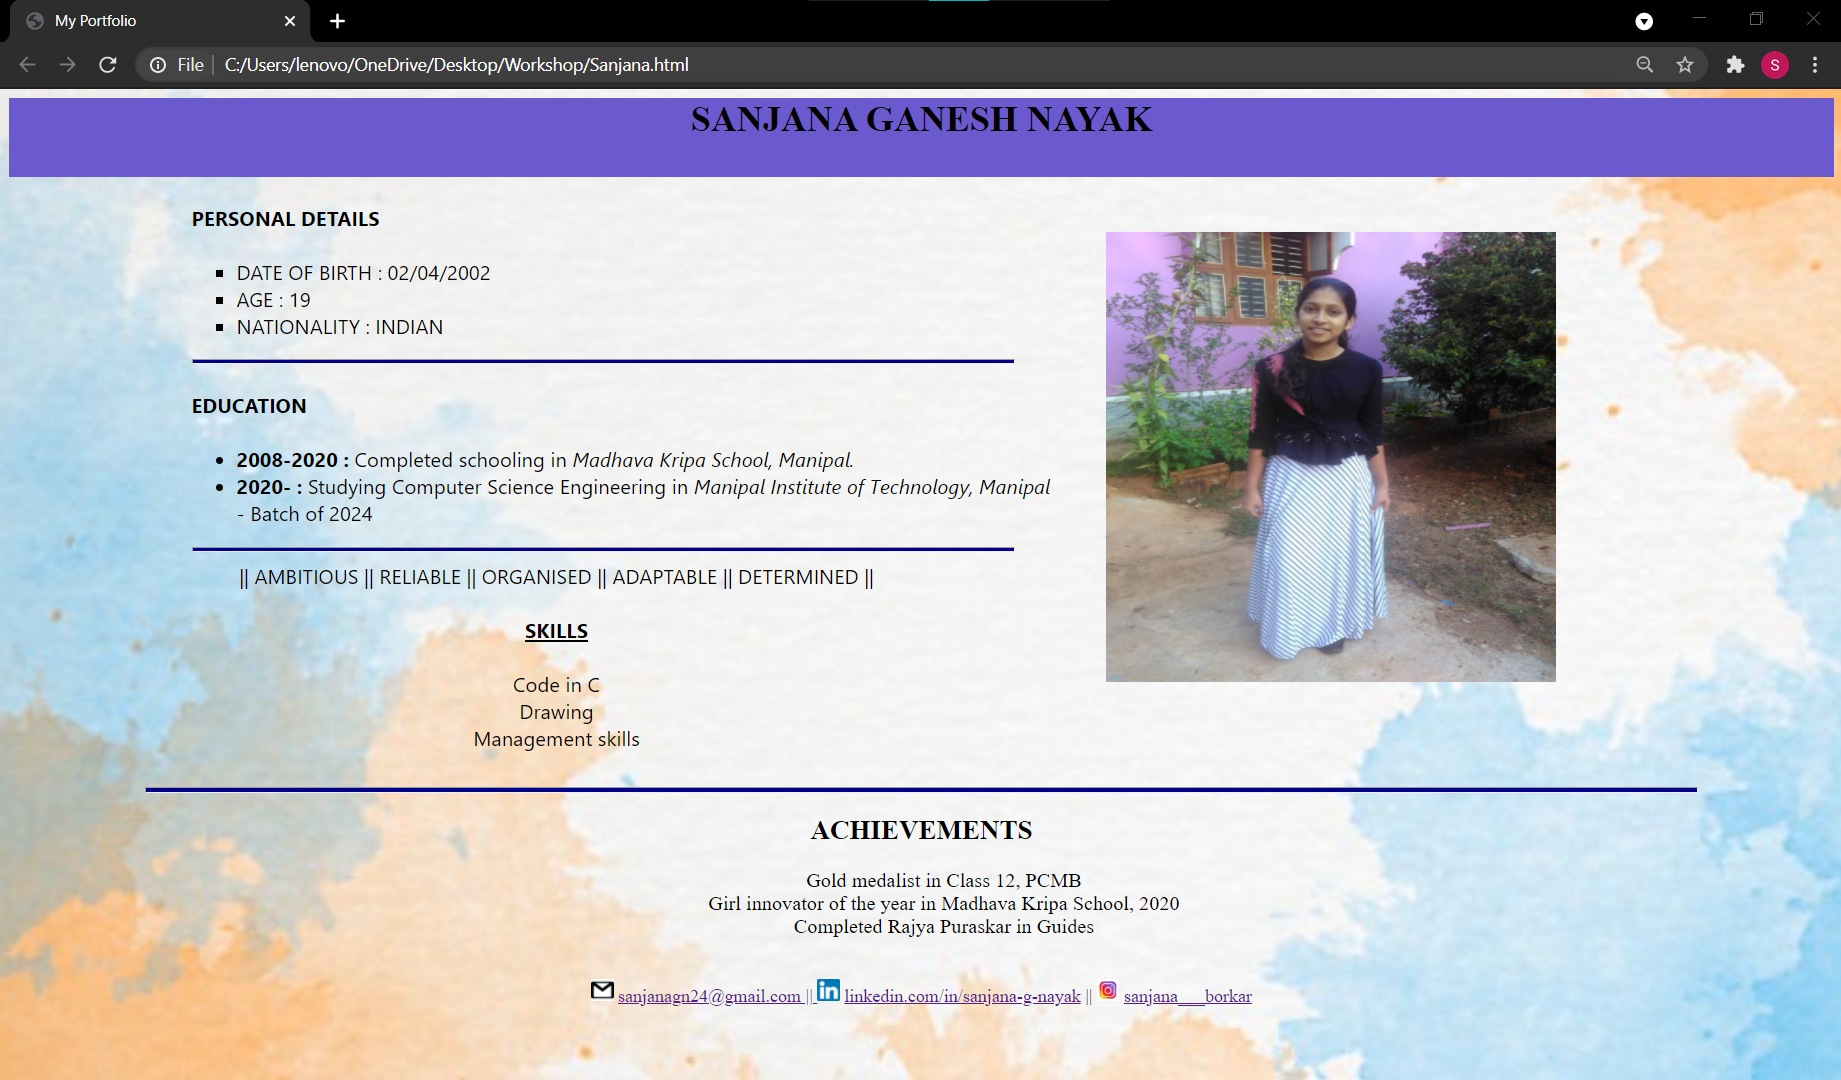 My Portfolio
File
C:/Users/lenovo/OneDrive/Desktop/Workshop/Sanjana.html
S
SANJANA GANESH NAYAK
PERSONAL DETAILS
DATE OF BIRTH : 02/04/2002
AGE : 19
NATIONALITY : INDIAN
EDUCATION
2008-2020 : Completed schooling in Madhava Kripa School, Manipal.
2020- : Studying Computer Science Engineering in Manipal Institute of Technology, Manipal
- Batch of 2024
|| AMBITIOUS || RELIABLE || ORGANISED || ADAPTABLE || DETERMINED ||
SKILLS
Code in C
Drawing
Management skills
ACHIEVEMENTS
Gold medalist in Class 12, PCMB
Girl innovator of the year in Madhava Kripa School, 2020
Completed Rajya Puraskar in Guides
sanjanagn24@gmail.com || in linkedin.com/in/sanjana-g-nayak || sanjana___borkar